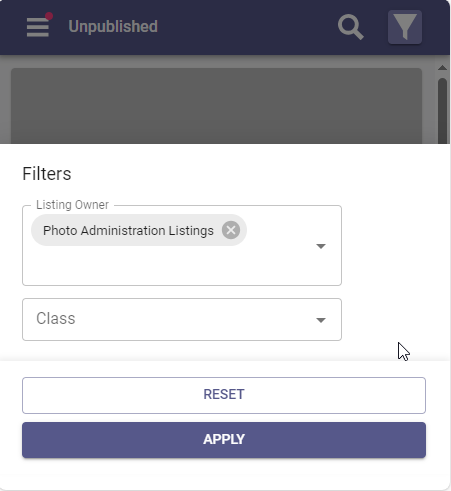 Unpublished
Filters
Listing Owner
Photo Administration Listings
Class
RESET
APPLY